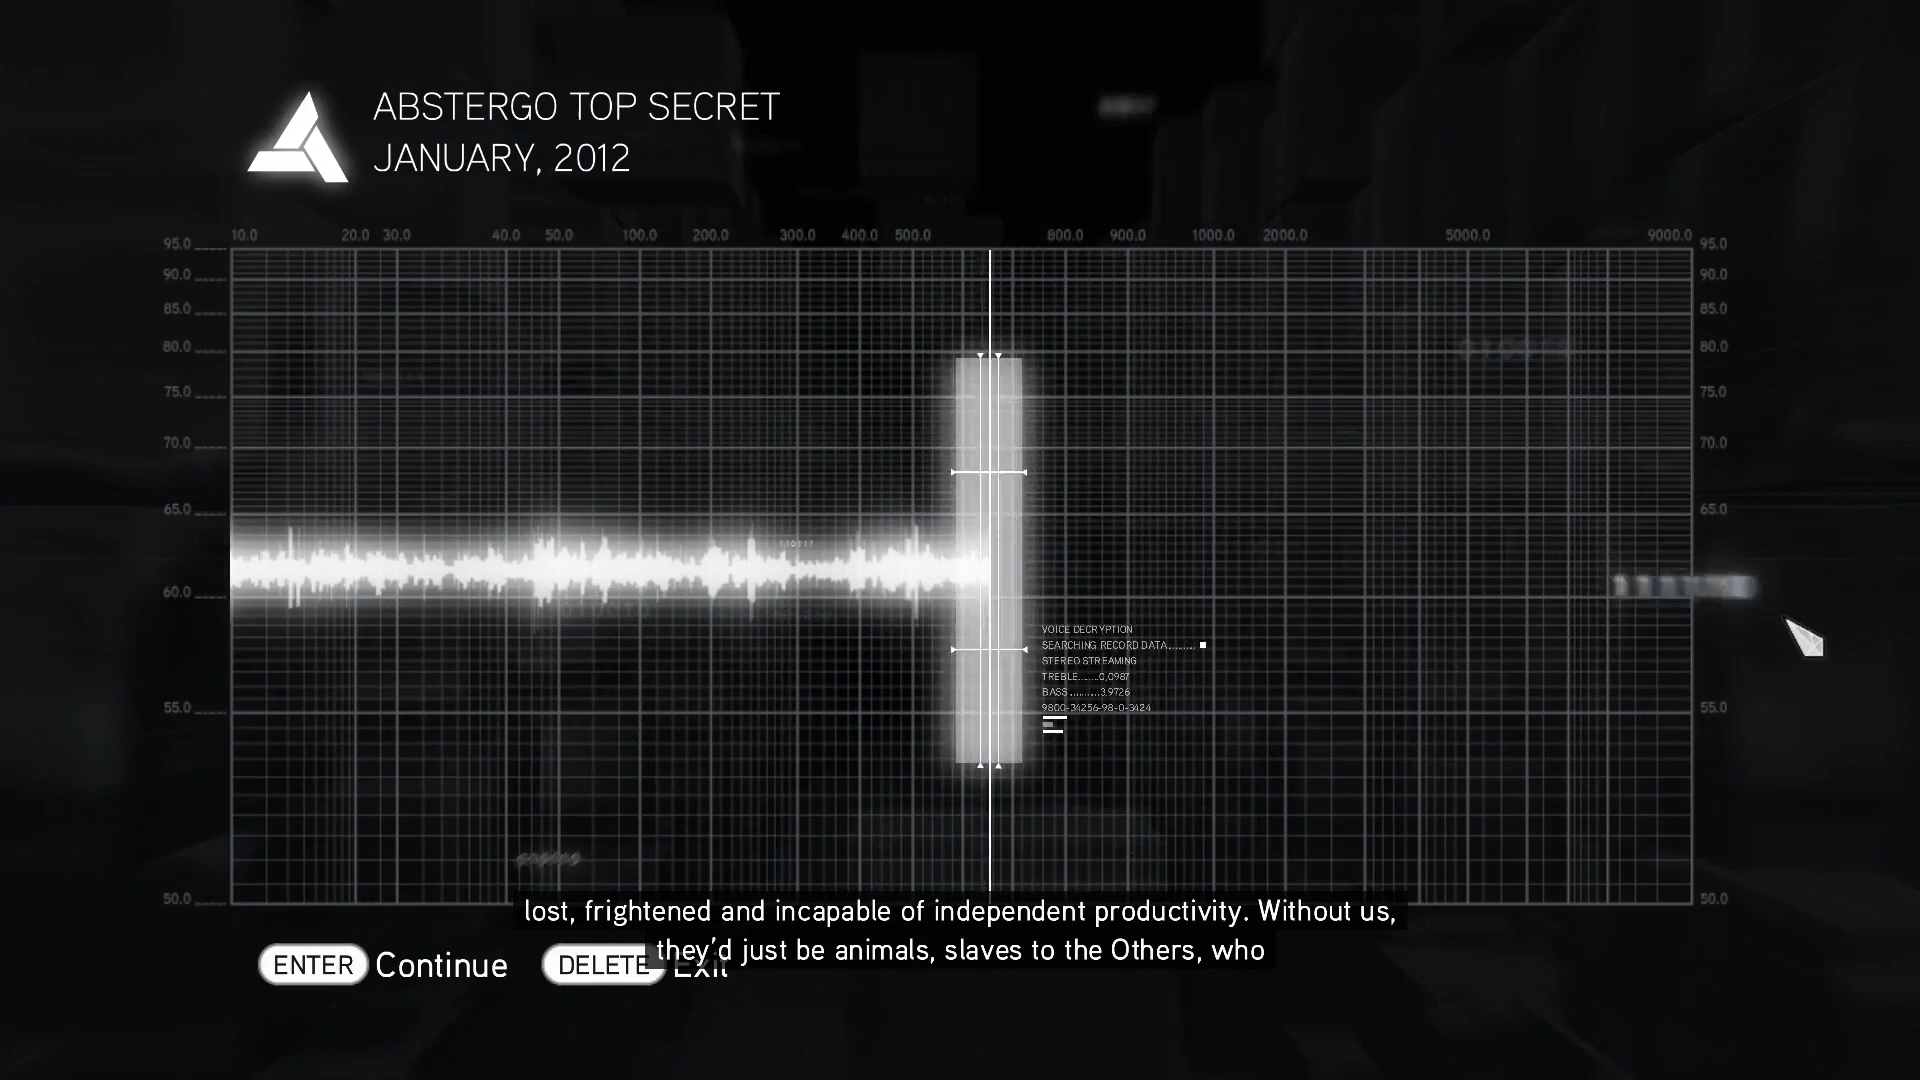 ABSTERGO TOP SECRET
JANUARY, 2012
10.0 20.0 30.0 40.0 50.0 100.0 200.0 300.0 400.0 500.0 800.0 900.0 1000.0 2000.0 5000.0 9000.0
95.0 95.0
90.0 90.0
85.0 85.0
80.0 80.0
75.0 75.0
70.0 70.0
65.0 65.0
110111
60.0
VOICE DECRYPTION
SEARCHING RECORD DATA.........
STEREO STREAMING
TREBLE.......0,0987
BASS..........3,9726
9800-34256-98-0-3424
55.0 55.0
50.0 50.0
lost, frightened and incapable of independent productivity. Without us,
they'd just be animals, slaves to the Others, who
ENTER Continue DELETE Exit